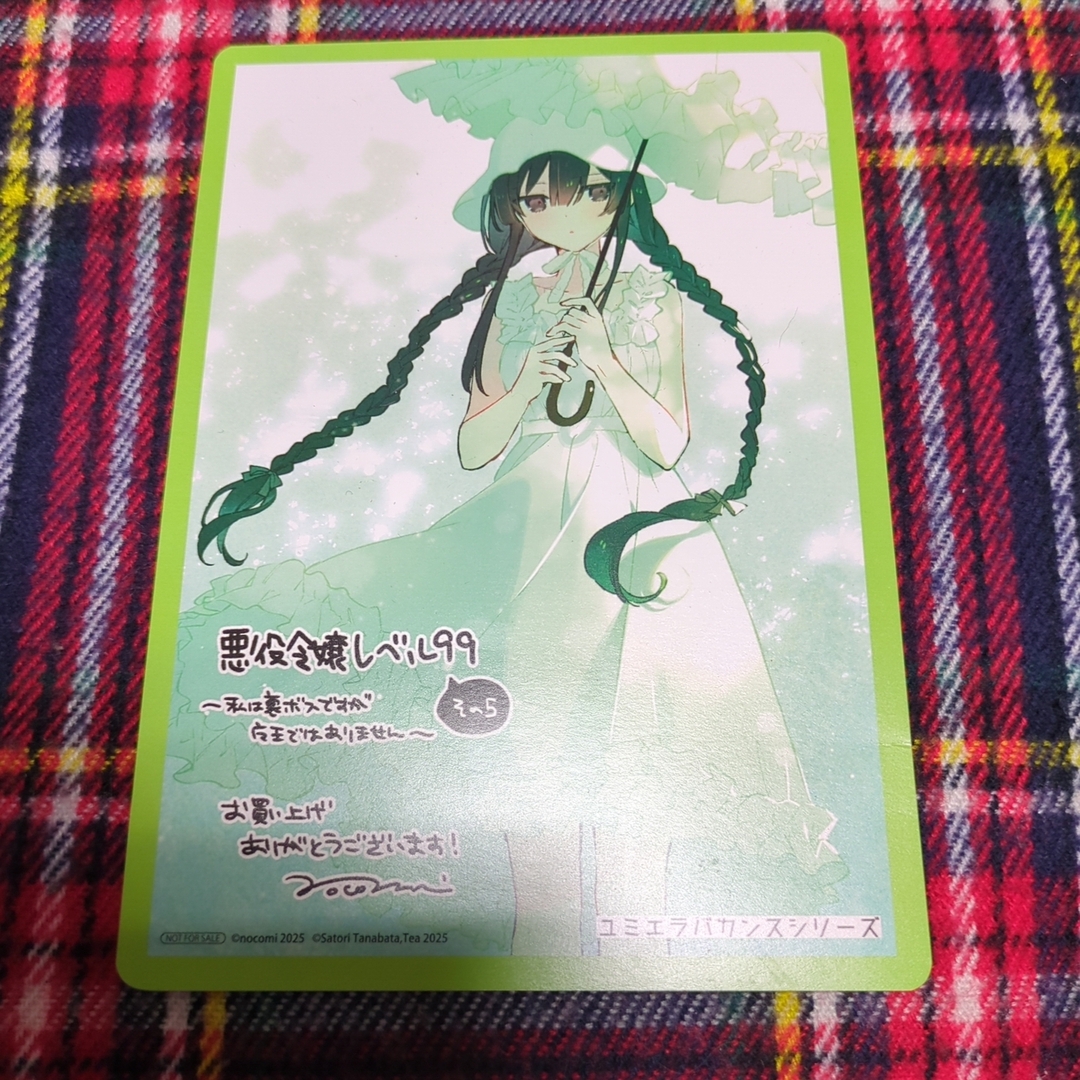 悪役令嬢レベル99
～私は裏ボスですが
魔王ではありません～
その5
お買い上げ
ありがとうございます!
nocomi
NOT FOR SALE ©nocomi 2025 ©Satori Tanabata,Tea 2025
ユミエラバカンスシリーズ